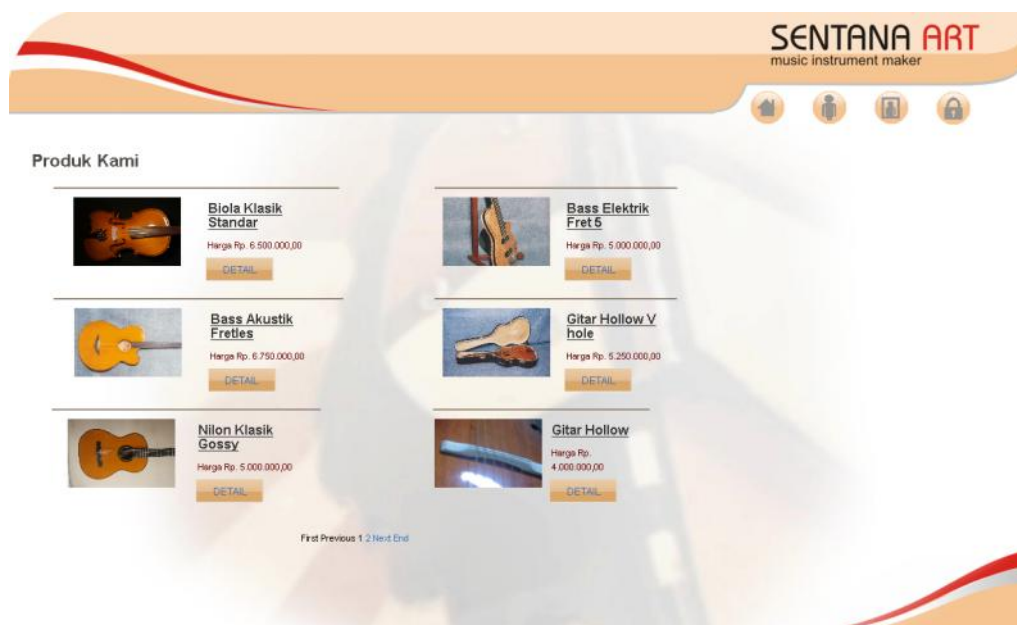 SENTANA ART
music instrument maker
Produk Kami
Biola Klasik
Standar
Harga Rp. 6.500.000,00
DETAIL
Bass Elektrik
Fret 5
Harga Rp. 5.000.000,00
DETAIL
Bass Akustik
Fretles
Harga Rp. 6.750.000,00
DETAIL
Gitar Hollow V
hole
Harga Rp. 5.250.000,00
DETAIL
Nilon Klasik
Gossy
Harga Rp. 5.000.000,00
DETAIL
Gitar Hollow
Harga Rp.
4.000.000,00
DETAIL
First Previous 1 2 Next End